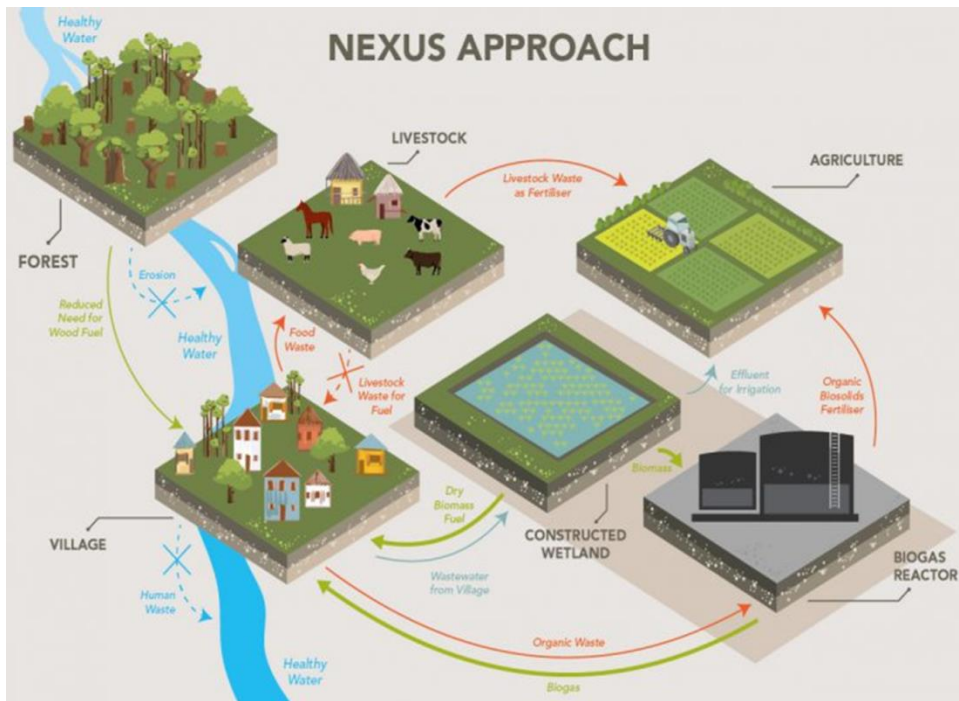 Healthy
Water
NEXUS APPROACH
LIVESTOCK
AGRICULTURE
Livestock Waste
as Fertiliser
FOREST
Erosion
Reduced
Need for
Wood Fuel
Healthy
Water
Food
Waste
Livestock
Waste for
Fuel
Effluent
for Irrigation
Organic
Biosolids
Fertiliser
Biomass
Dry
Biomass
Fuel
CONSTRUCTED
WETLAND
VILLAGE
BIOGAS
REACTOR
Wastewater
from Village
Human
Waste
Organic Waste
Healthy
Water
Biogas